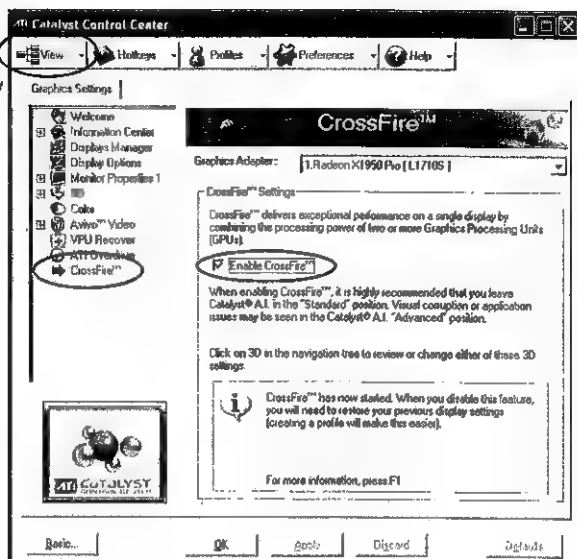 ATI Catalyst Control Center
View Hotkeys Profiles Preferences Help
Graphics Settings
Welcome
Information Center
Displays Manager
Display Options
Monitor Properties 1
3D
Color
Avivo™ Video
VPU Recover
ATI Overdrive
CrossFire™
CrossFire™
Graphics Adapter:
1.Radeon X1950 Pro [ L1710S ]
CrossFire™ Settings
CrossFire™ delivers exceptional performance on a single display by
combining the processing power of two or more Graphics Processing Units
(GPUs).
Enable CrossFire™
When enabling CrossFire™, it is highly recommended that you leave
Catalyst® A.I. in the "Standard" position. Visual corruption or application
issues may be seen in the Catalyst® A.I. "Advanced" position.
Click on 3D in the navigation tree to review or change either of these 3D
settings.
CrossFire™ has now started. When you disable this feature,
you will need to restore your previous display settings
(creating a profile will make this easier).
For more information, press F1
ATI CATALYST
CONTROL CENTER
Basic...
OK
Apply
Discard
Defaults